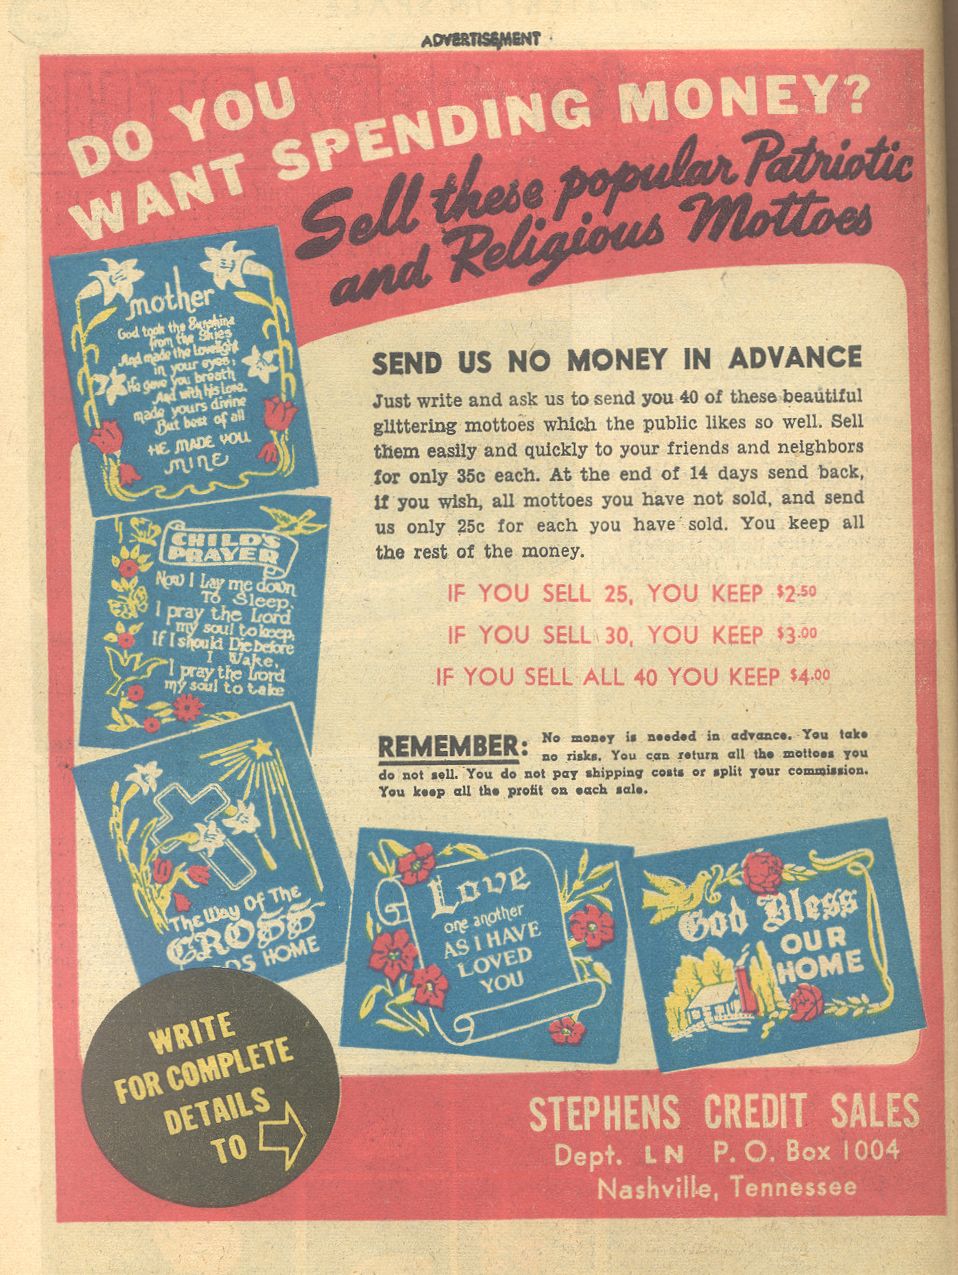 ADVERTISEMENT
DO YOU
WANT SPENDING MONEY?
Sell these popular Patriotic
and Religious Mottoes
mother
God took the Sunshine
from the Skies
And made the Lovelight
in your eyes;
He gave you breath
And with his Love.
made yours divine
But best of all
HE MADE YOU
MINE
CHILD'S
PRAYER
Now I Lay me down
To Sleep.
I pray the Lord
my soul to keep.
If I should Die before
I Wake.
I pray the Lord
my soul to take
The Way Of The
CROSS
DS HOME
SEND US NO MONEY IN ADVANCE
Just write and ask us to send you 40 of these beautiful
glittering mottoes which the public likes so well. Sell
them easily and quickly to your friends and neighbors
for only 35c each. At the end of 14 days send back,
if you wish, all mottoes you have not sold, and send
us only 25c for each you have sold. You keep all
the rest of the money.
IF YOU SELL 25, YOU KEEP $2.50
IF YOU SELL 30, YOU KEEP $3.00
IF YOU SELL ALL 40 YOU KEEP $4.00
REMEMBER: No money is needed in advance. You take
no risks. You can return all the mottoes you
do not sell. You do not pay shipping costs or split your commission.
You keep all the profit on each sale.
Love
one another
AS I HAVE
LOVED
YOU
God Bless
OUR
HOME
WRITE
FOR COMPLETE
DETAILS
TO
STEPHENS CREDIT SALES
Dept. LN P. O. Box 1004
Nashville, Tennessee